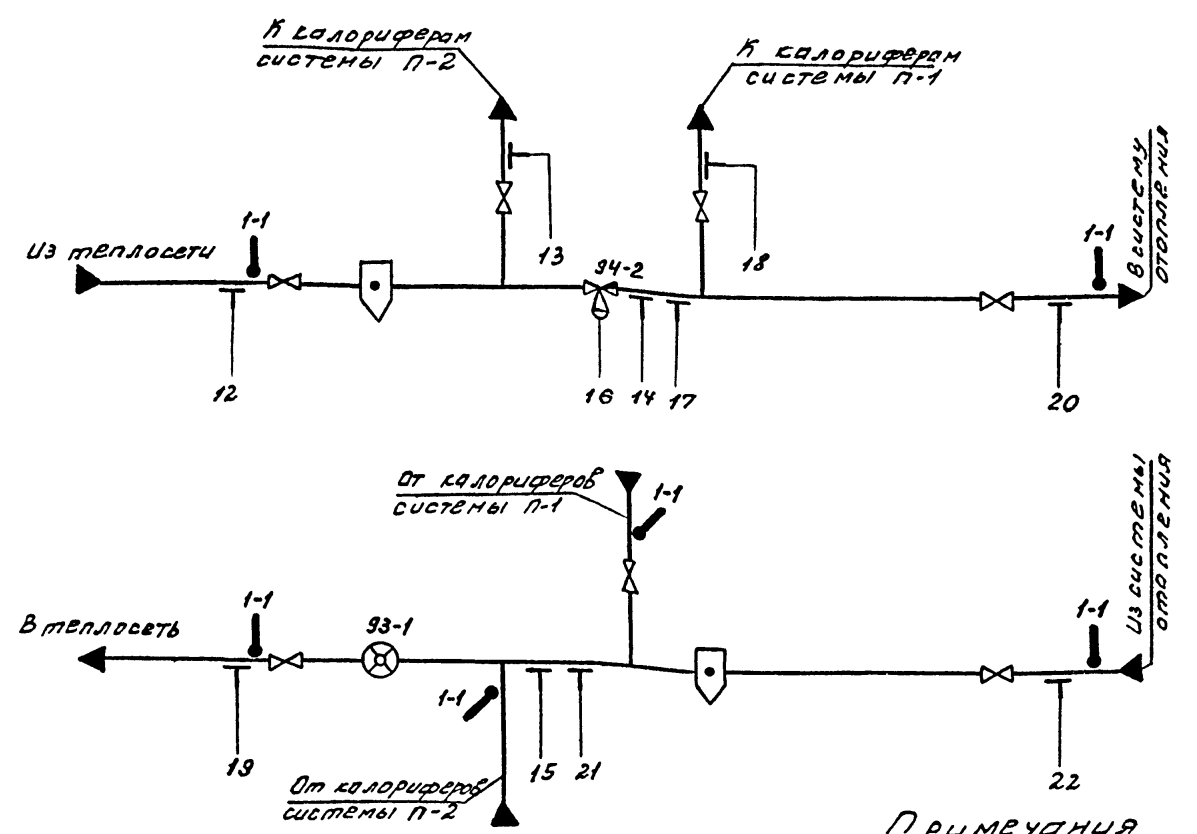 К калориферам
системы П-2
К калориферам
системы П-1
В систему
отопления
1-1
Из теплосети
13
18
94-2
1-1
12
16
14
17
20
От калориферов
системы П-1
1-1
Из системы
отопления
1-1
В теплосеть
93-1
1-1
1-1
19
15
21
22
От калориферов
системы П-2
Примечания